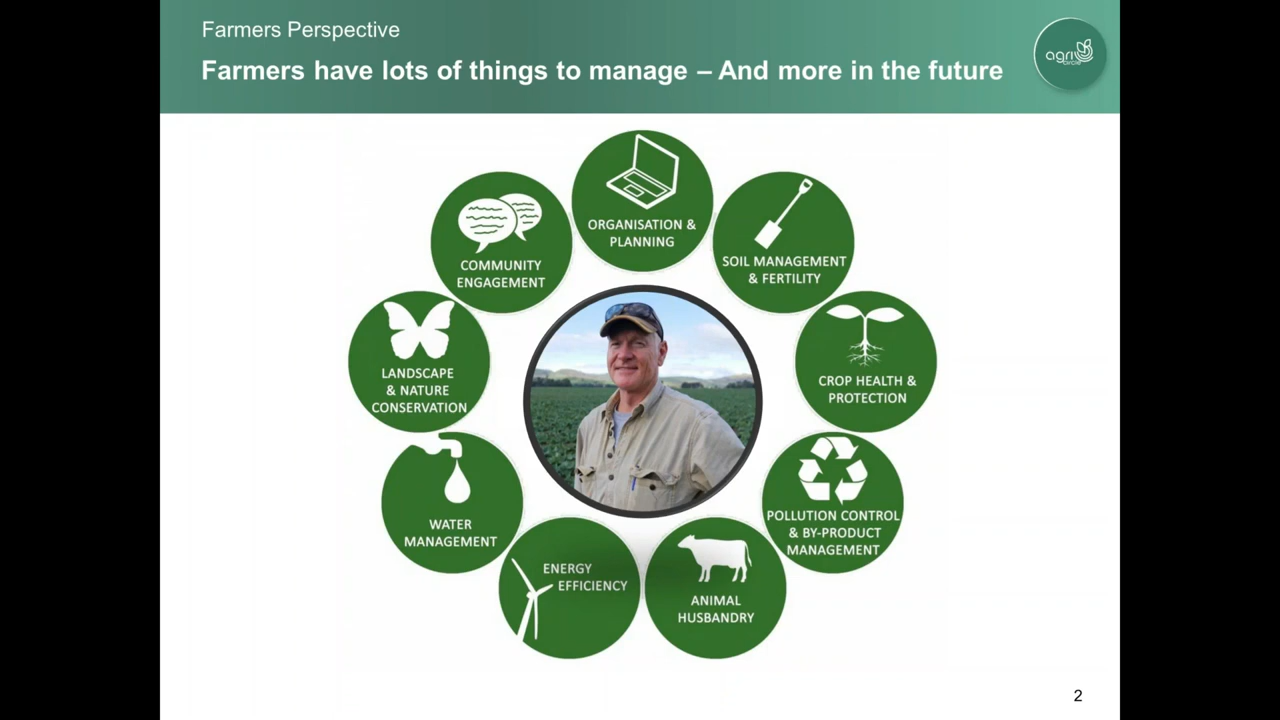 Farmers Perspective
Farmers have lots of things to manage – And more in the future
agri
circle
ORGANISATION &
PLANNING
SOIL MANAGEMENT
& FERTILITY
CROP HEALTH &
PROTECTION
POLLUTION CONTROL
& BY-PRODUCT
MANAGEMENT
ANIMAL
HUSBANDRY
ENERGY
EFFICIENCY
WATER
MANAGEMENT
LANDSCAPE
& NATURE
CONSERVATION
COMMUNITY
ENGAGEMENT
2